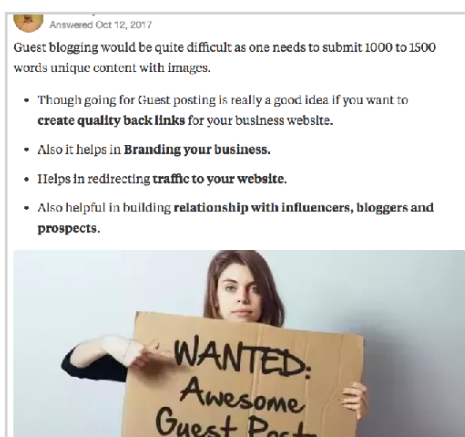 Answered Oct 12, 2017
Guest blogging would be quite difficult as one needs to submit 1000 to 1500
words unique content with images.
• Though going for Guest posting is really a good idea if you want to
create quality back links for your business website.
• Also it helps in Branding your business.
• Helps in redirecting traffic to your website.
• Also helpful in building relationship with influencers, bloggers and
prospects.
WANTED:
Awesome
Guest Post